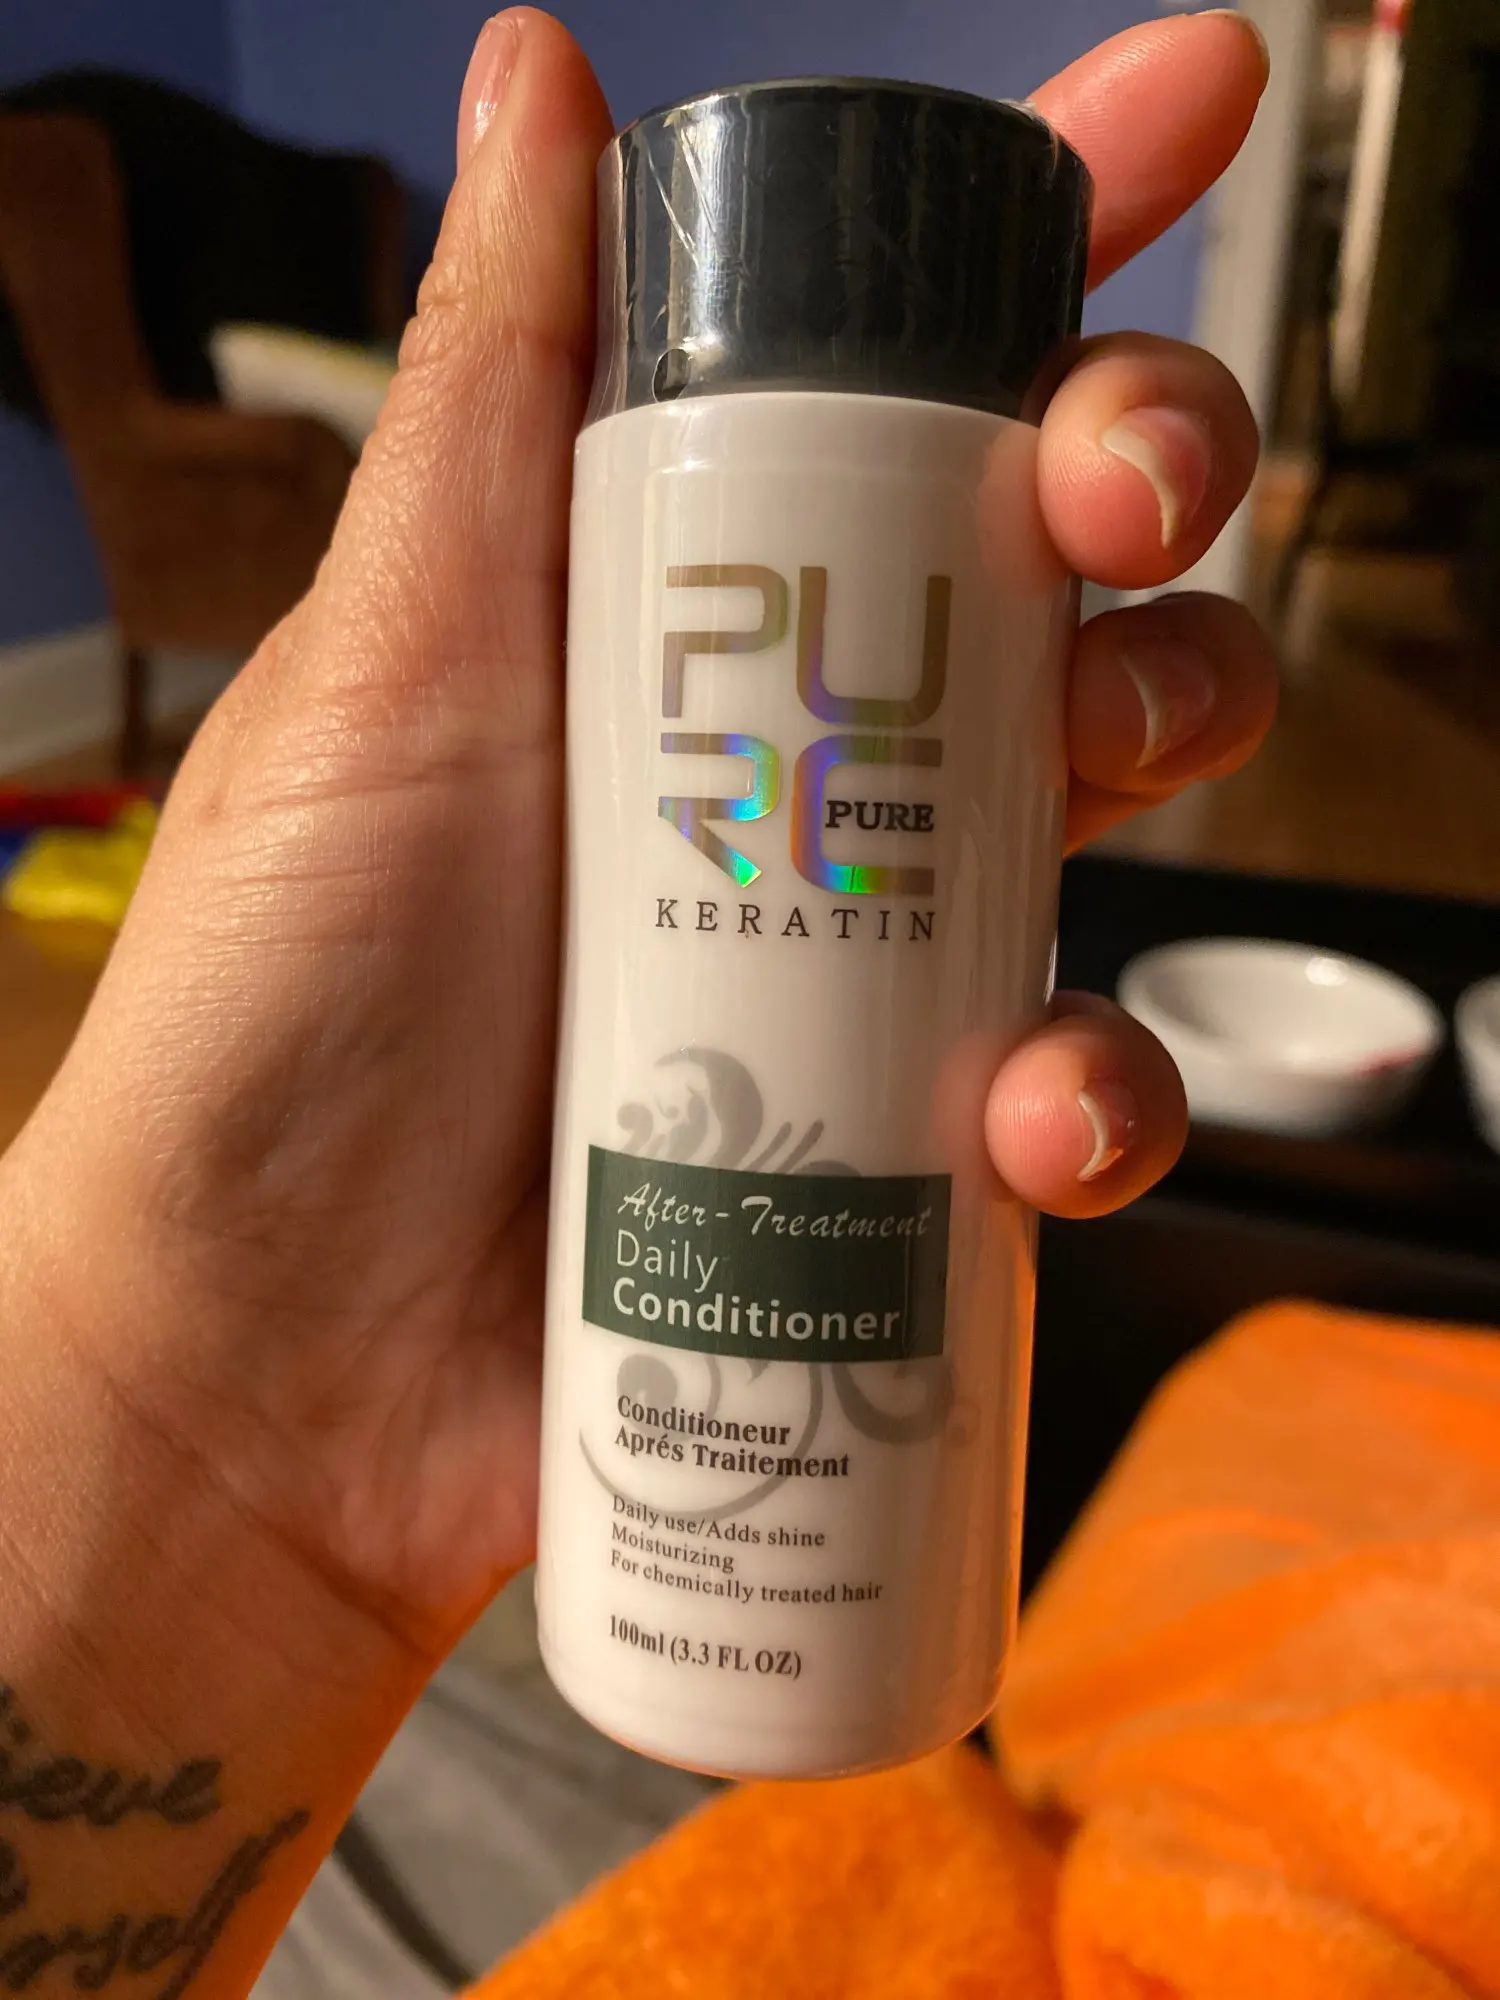 PU
RE
PURE
KERATIN
After-Treatment
Daily
Conditioner
Conditioneur
Aprés Traitement
Daily use/Adds shine
Moisturizing
For chemically treated hair
100ml (3.3 FL OZ)